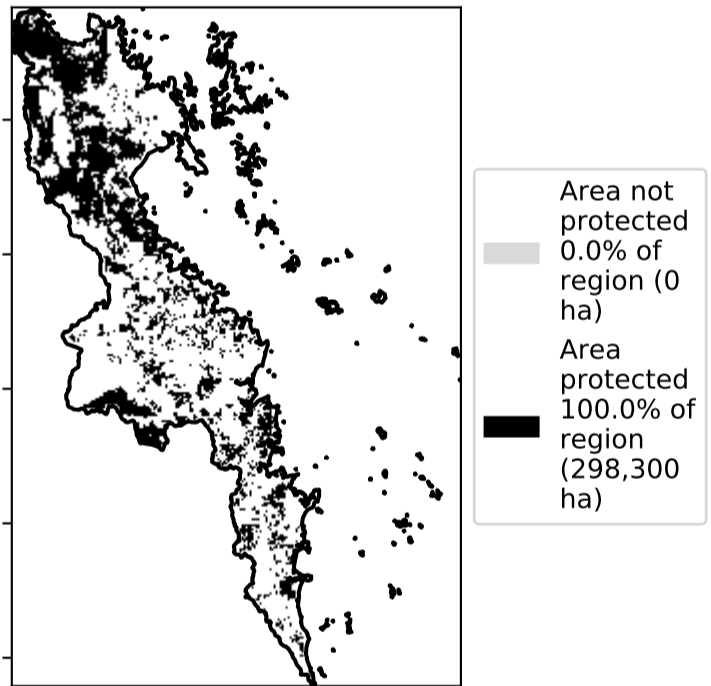 Area not
protected
0.0% of
region (0
ha)
Area
protected
100.0% of
region
(298,300
ha)